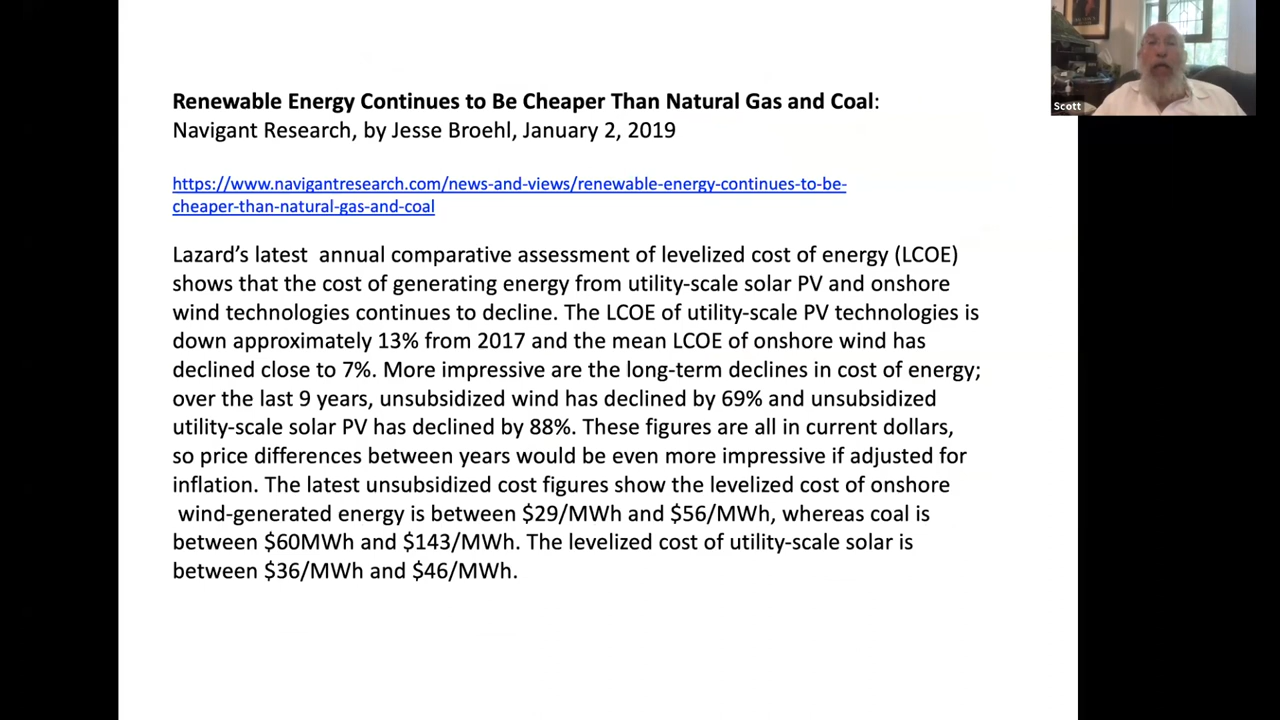 Renewable Energy Continues to Be Cheaper Than Natural Gas and Coal:
Navigant Research, by Jesse Broehl, January 2, 2019
https://www.navigantresearch.com/news-and-views/renewable-energy-continues-to-be-
cheaper-than-natural-gas-and-coal
Lazard’s latest  annual comparative assessment of levelized cost of energy (LCOE)
shows that the cost of generating energy from utility-scale solar PV and onshore
wind technologies continues to decline. The LCOE of utility-scale PV technologies is
down approximately 13% from 2017 and the mean LCOE of onshore wind has
declined close to 7%. More impressive are the long-term declines in cost of energy;
over the last 9 years, unsubsidized wind has declined by 69% and unsubsidized
utility-scale solar PV has declined by 88%. These figures are all in current dollars,
so price differences between years would be even more impressive if adjusted for
inflation. The latest unsubsidized cost figures show the levelized cost of onshore
wind-generated energy is between $29/MWh and $56/MWh, whereas coal is
between $60MWh and $143/MWh. The levelized cost of utility-scale solar is
between $36/MWh and $46/MWh.
Scott